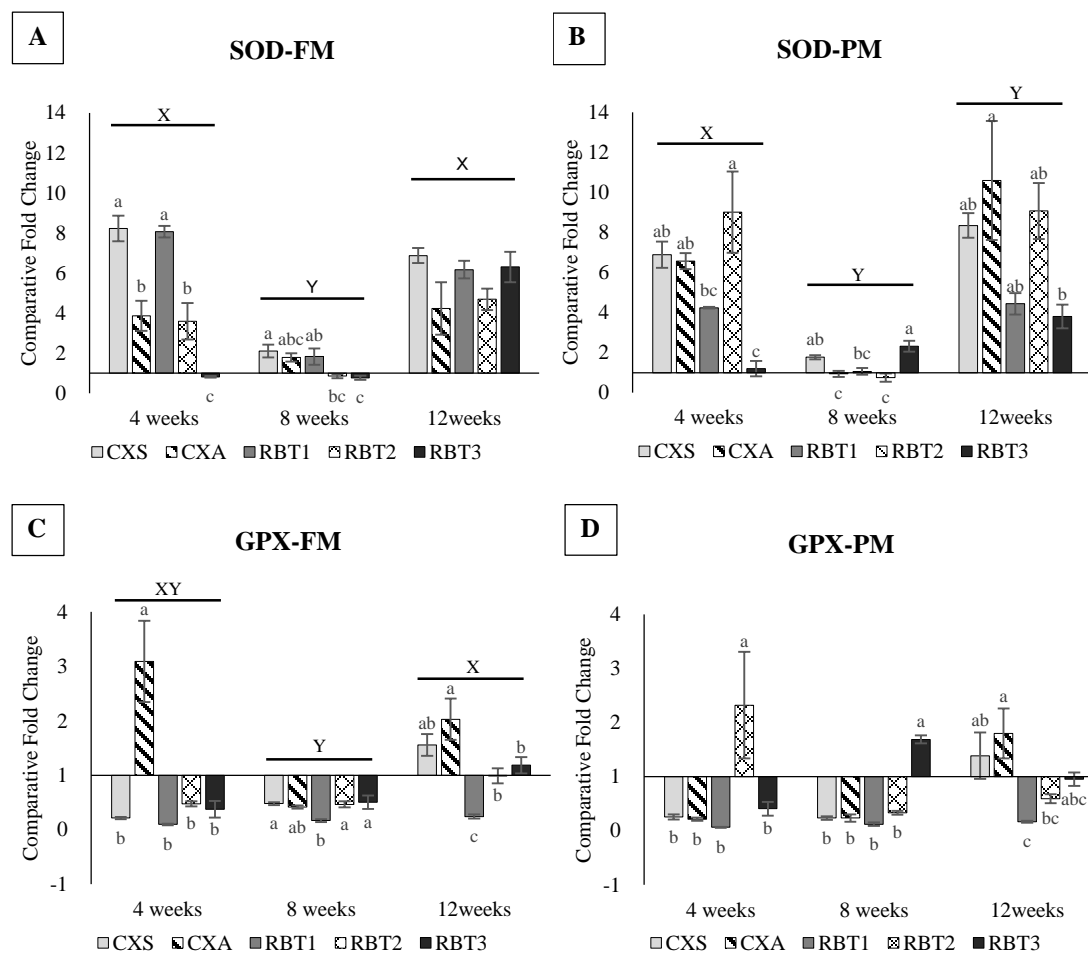 A
SOD-FM
Comparative Fold Change
14
12
10
8
6
4
2
0
X
a
b
a
b
c
Y
a
abc
ab
bc
c
X
4 weeks
8 weeks
12weeks
CXS CXA RBT1 RBT2 RBT3
B
SOD-PM
Comparative Fold Change
14
12
10
8
6
4
2
0
X
ab
ab
bc
a
c
Y
ab
c
bc
c
a
Y
ab
a
ab
b
4 weeks
8 weeks
12weeks
CXS CXA RBT1 RBT2 RBT3
C
GPX-FM
Comparative Fold Change
4
3
2
1
0
-1
XY
b
a
b
b
b
Y
a
ab
b
a
a
X
ab
a
c
b
b
4 weeks
8 weeks
12weeks
CXS CXA RBT1 RBT2 RBT3
D
GPX-PM
Comparative Fold Change
4
3
2
1
0
-1
b
b
b
a
b
b
b
b
b
a
ab
a
c
bc
abc
4 weeks
8 weeks
12weeks
CXS CXA RBT1 RBT2 RBT3